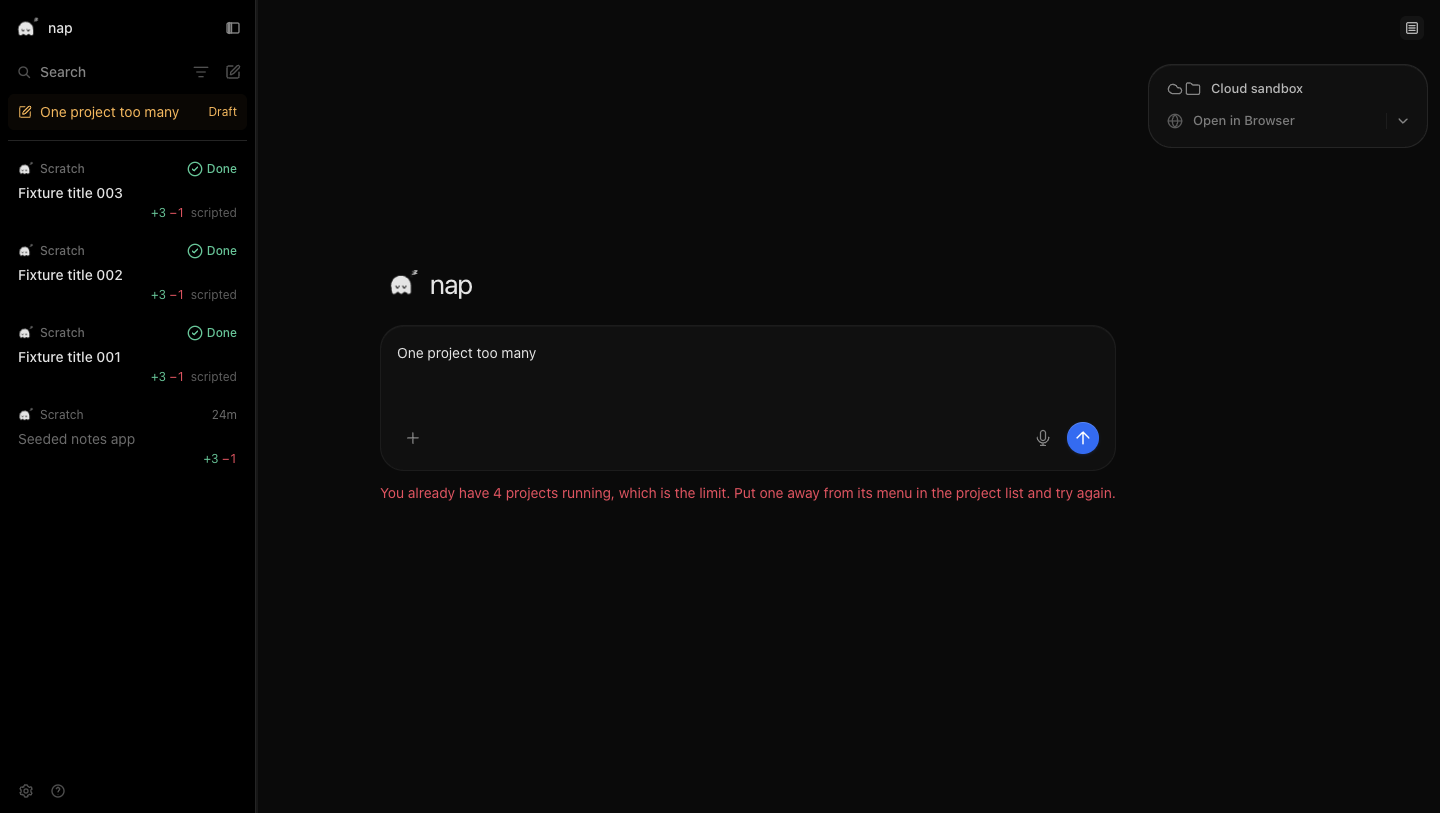 nap
Search
One project too many Draft
Scratch Done
Fixture title 003
+3 −1 scripted
Scratch Done
Fixture title 002
+3 −1 scripted
Scratch Done
Fixture title 001
+3 −1 scripted
Scratch 24m
Seeded notes app
+3 −1
Cloud sandbox
Open in Browser
nap
One project too many
You already have 4 projects running, which is the limit. Put one away from its menu in the project list and try again.